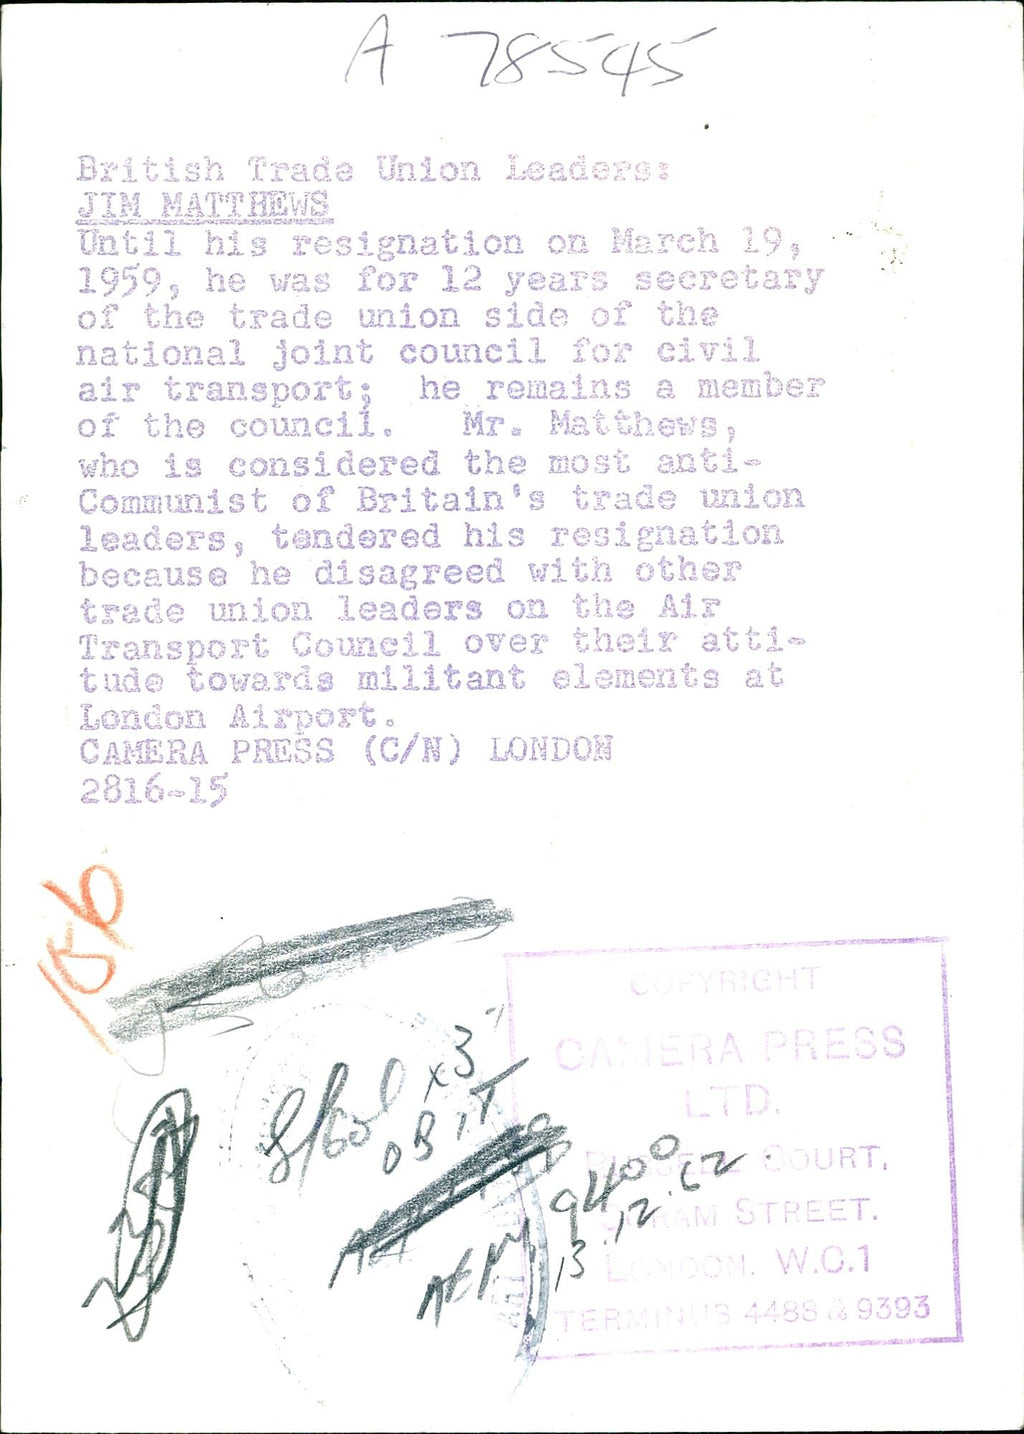 A 78545
British Trade Union Leaders:
JIM MATTHEWS
Until his resignation on March 19,
1959, he was for 12 years secretary
of the trade union side of the
national joint council for civil
air transport;  he remains a member
of the council.   Mr. Matthews,
who is considered the most anti-
Communist of Britain's trade union
leaders, tendered his resignation
because he disagreed with other
trade union leaders on the Air
Transport Council over their atti-
tude towards militant elements at
London Airport.
CAMERA PRESS (C/N) LONDON
2816-15
15b
x3
OBIT
9400
13.12.62
COPYRIGHT
CAMERA PRESS
LTD.
COURT,
STREET.
LONDON. W.C.1
TERMINUS 4488 & 9393